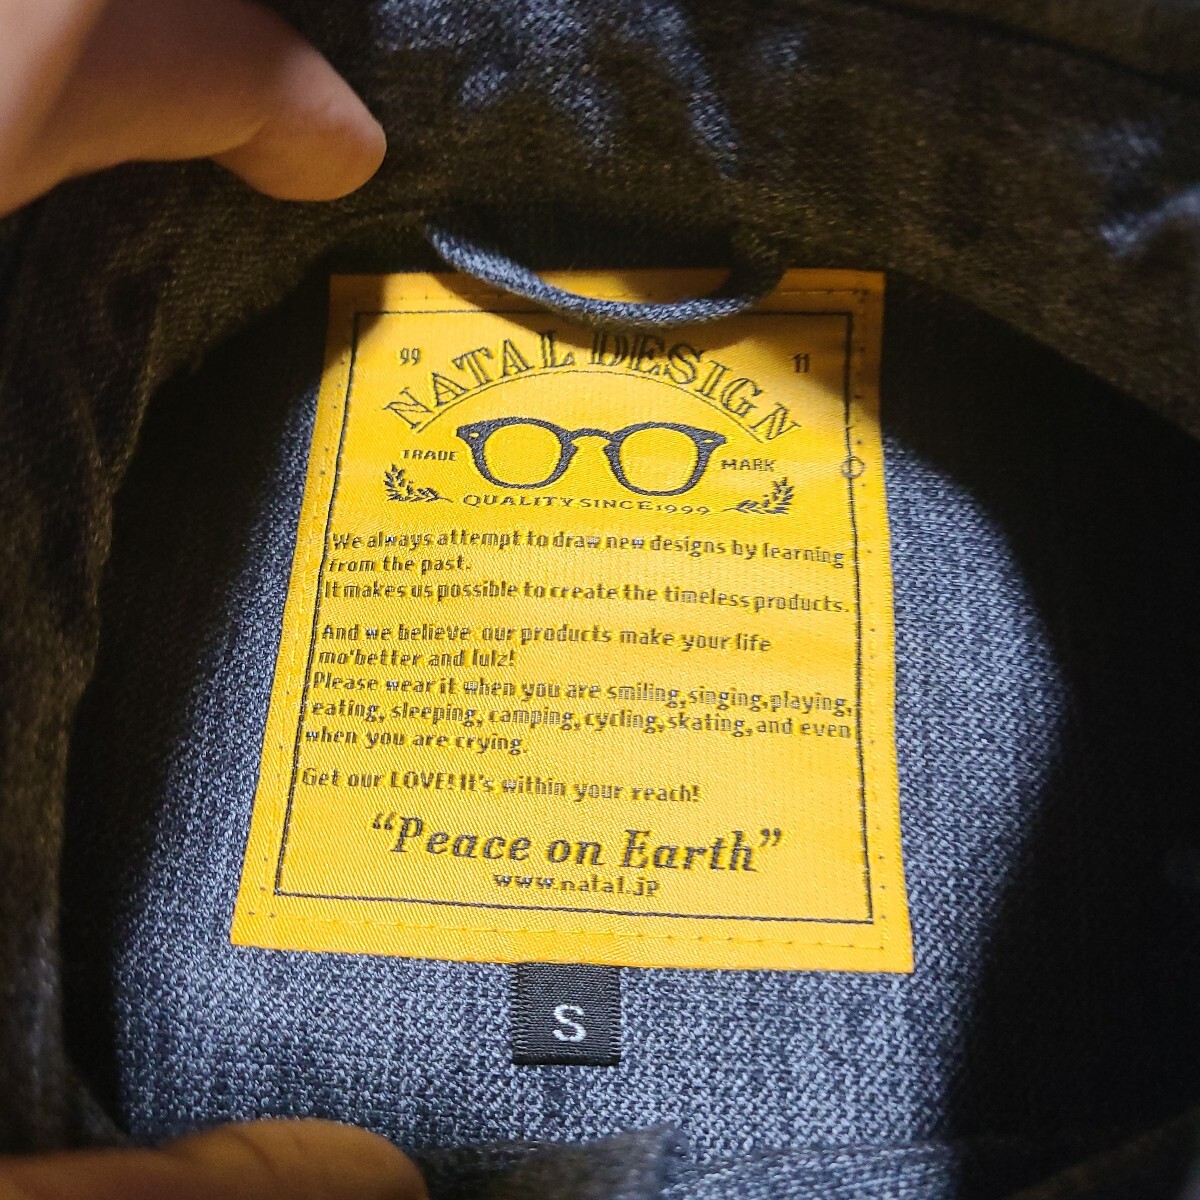 99 11
NATAL DESIGN
TRADE MARK
QUALITY SINCE 1999
We always attempt to draw new designs by learning
from the past.
It makes us possible to create the timeless products.
And we believe our products make your life
mo'better and lulz!
Please wear it when you are smiling, singing, playing,
eating, sleeping, camping, cycling, skating, and even
when you are crying.
Get our LOVE! It's within your reach!
“Peace on Earth”
www.natal.jp
S